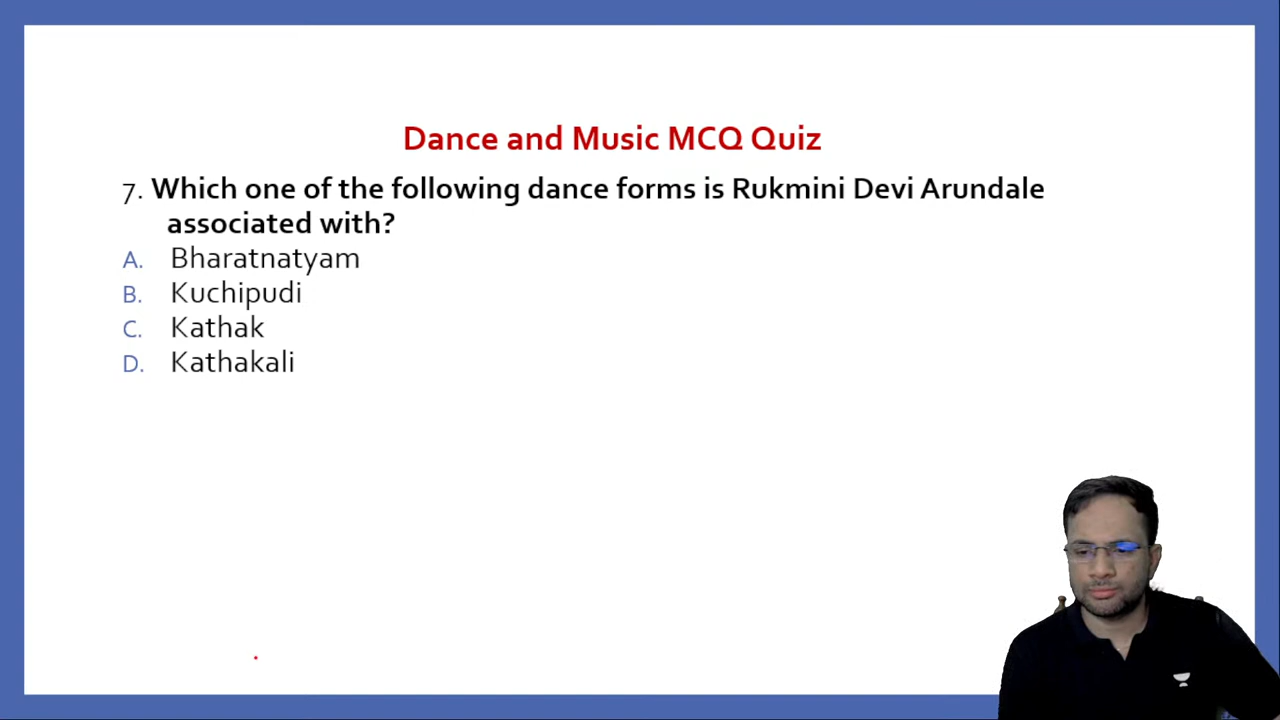 Dance and Music MCQ Quiz
7. Which one of the following dance forms is Rukmini Devi Arundale
associated with?
A. Bharatnatyam
B. Kuchipudi
C. Kathak
D. Kathakali